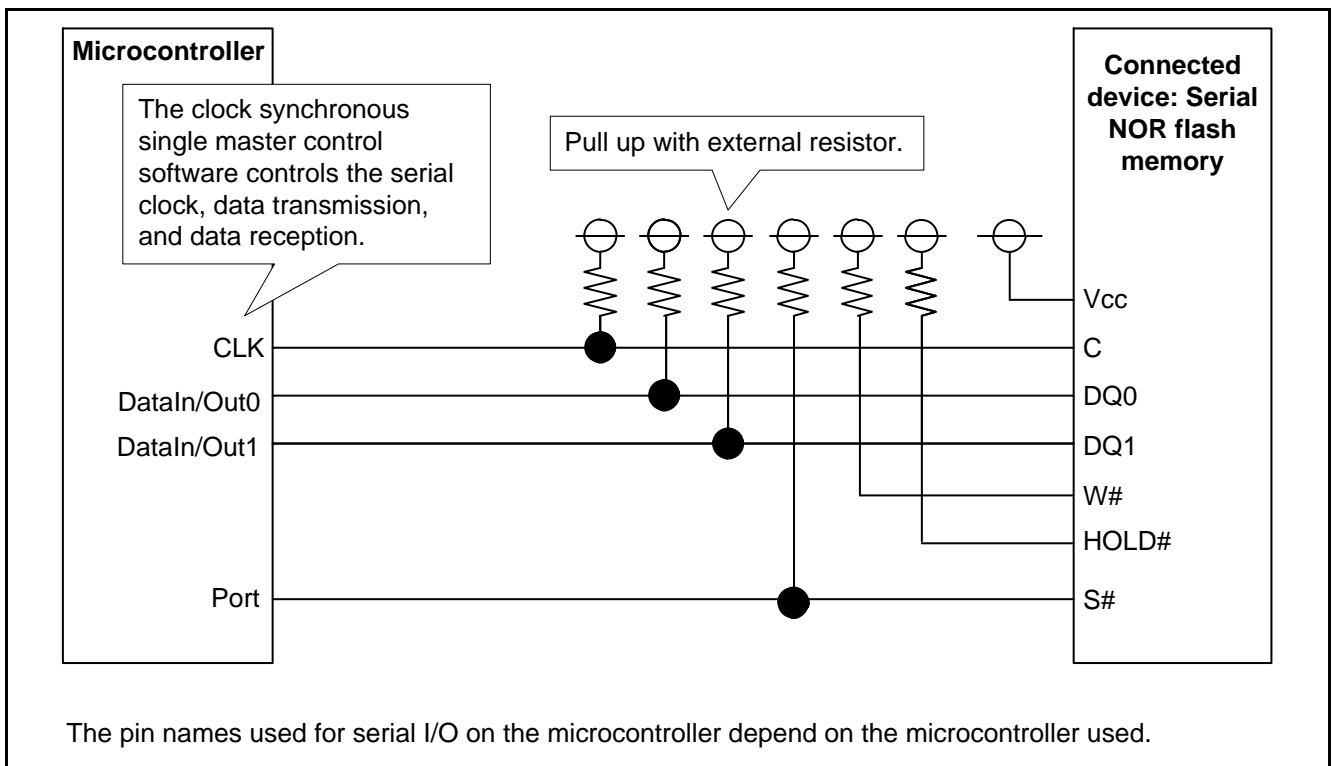 Microcontroller
The clock synchronous
single master control
software controls the serial
clock, data transmission,
and data reception.
Pull up with external resistor.
Connected
device: Serial
NOR flash
memory
Vcc
CLK
C
DataIn/Out0
DQ0
DataIn/Out1
DQ1
W#
HOLD#
Port
S#
The pin names used for serial I/O on the microcontroller depend on the microcontroller used.